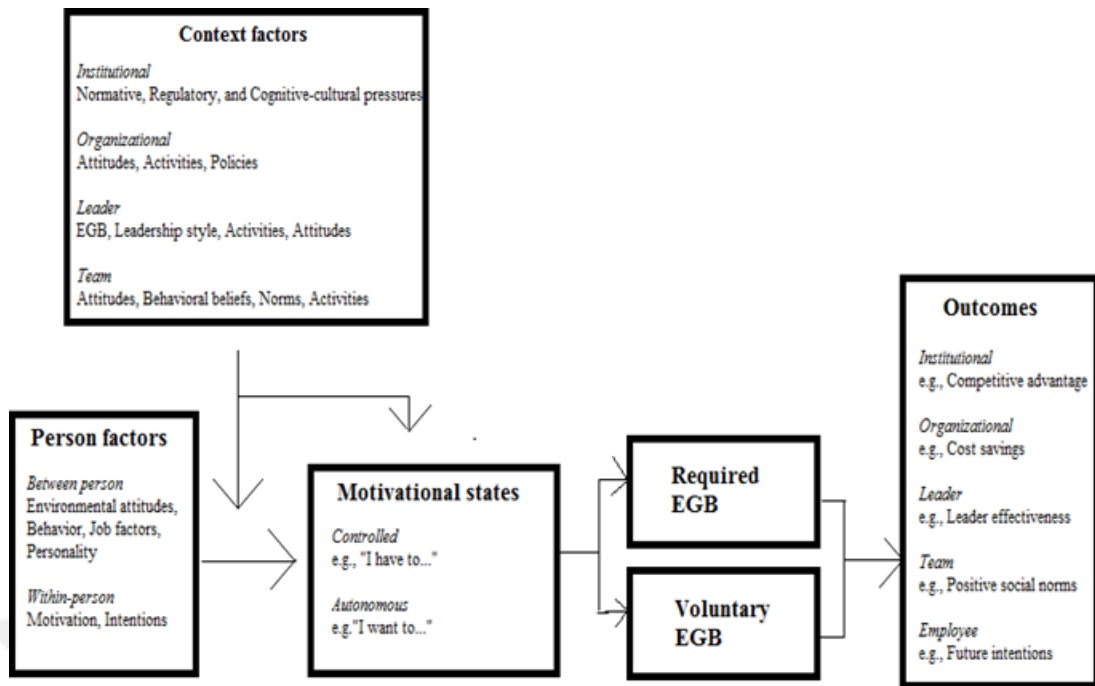 Context factors
Institutional
Normative, Regulatory, and Cognitive-cultural pressures
Organizational
Attitudes, Activities, Policies
Leader
EGB, Leadership style, Activities, Attitudes
Team
Attitudes, Behavioral beliefs, Norms, Activities
Person factors
Between person
Environmental attitudes,
Behavior, Job factors,
Personality
Within-person
Motivation, Intentions
Motivational states
Controlled
e.g., "I have to..."
Autonomous
e.g."I want to..."
Required
EGB
Voluntary
EGB
Outcomes
Institutional
e.g., Competitive advantage
Organizational
e.g., Cost savings
Leader
e.g., Leader effectiveness
Team
e.g., Positive social norms
Employee
e.g., Future intentions